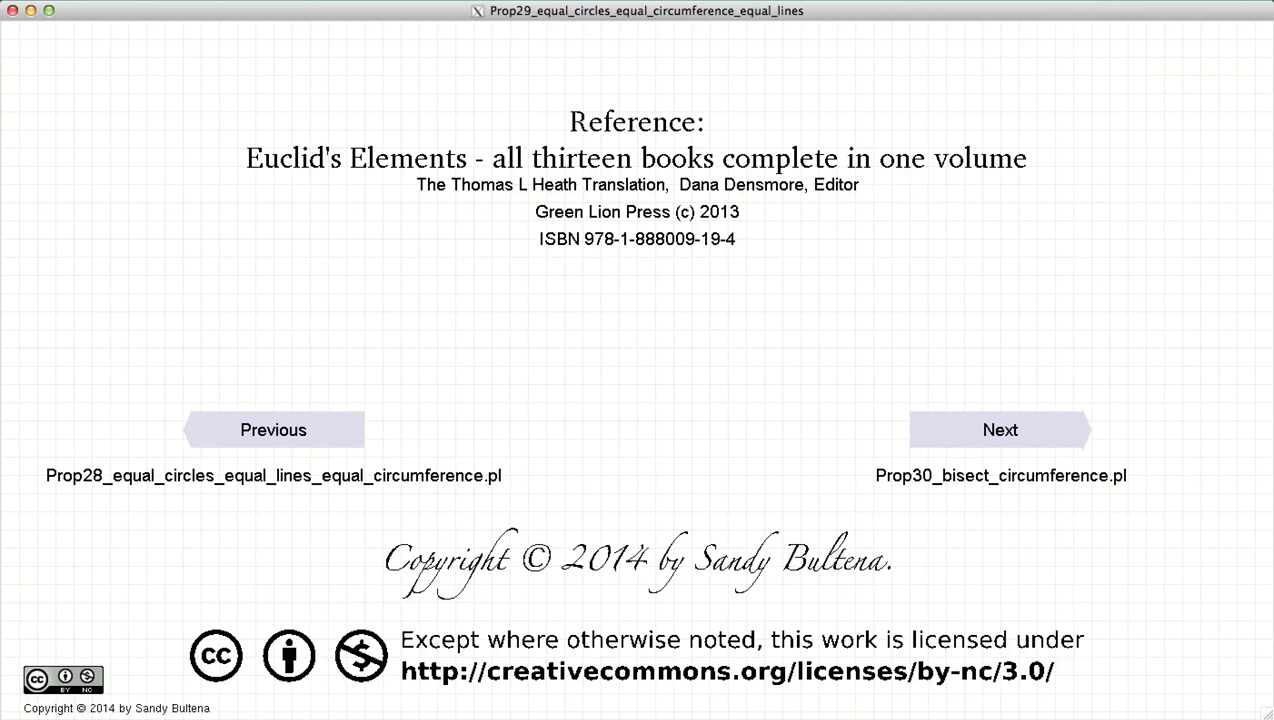 Prop29_equal_circles_equal_circumference_equal_lines
Reference:
Euclid's Elements - all thirteen books complete in one volume
The Thomas L Heath Translation,  Dana Densmore, Editor
Green Lion Press (c) 2013
ISBN 978-1-888009-19-4
Previous
Next
Prop28_equal_circles_equal_lines_equal_circumference.pl
Prop30_bisect_circumference.pl
Copyright © 2014 by Sandy Bultena.
Except where otherwise noted, this work is licensed under
http://creativecommons.org/licenses/by-nc/3.0/
cc
BY NC
Copyright © 2014 by Sandy Bultena